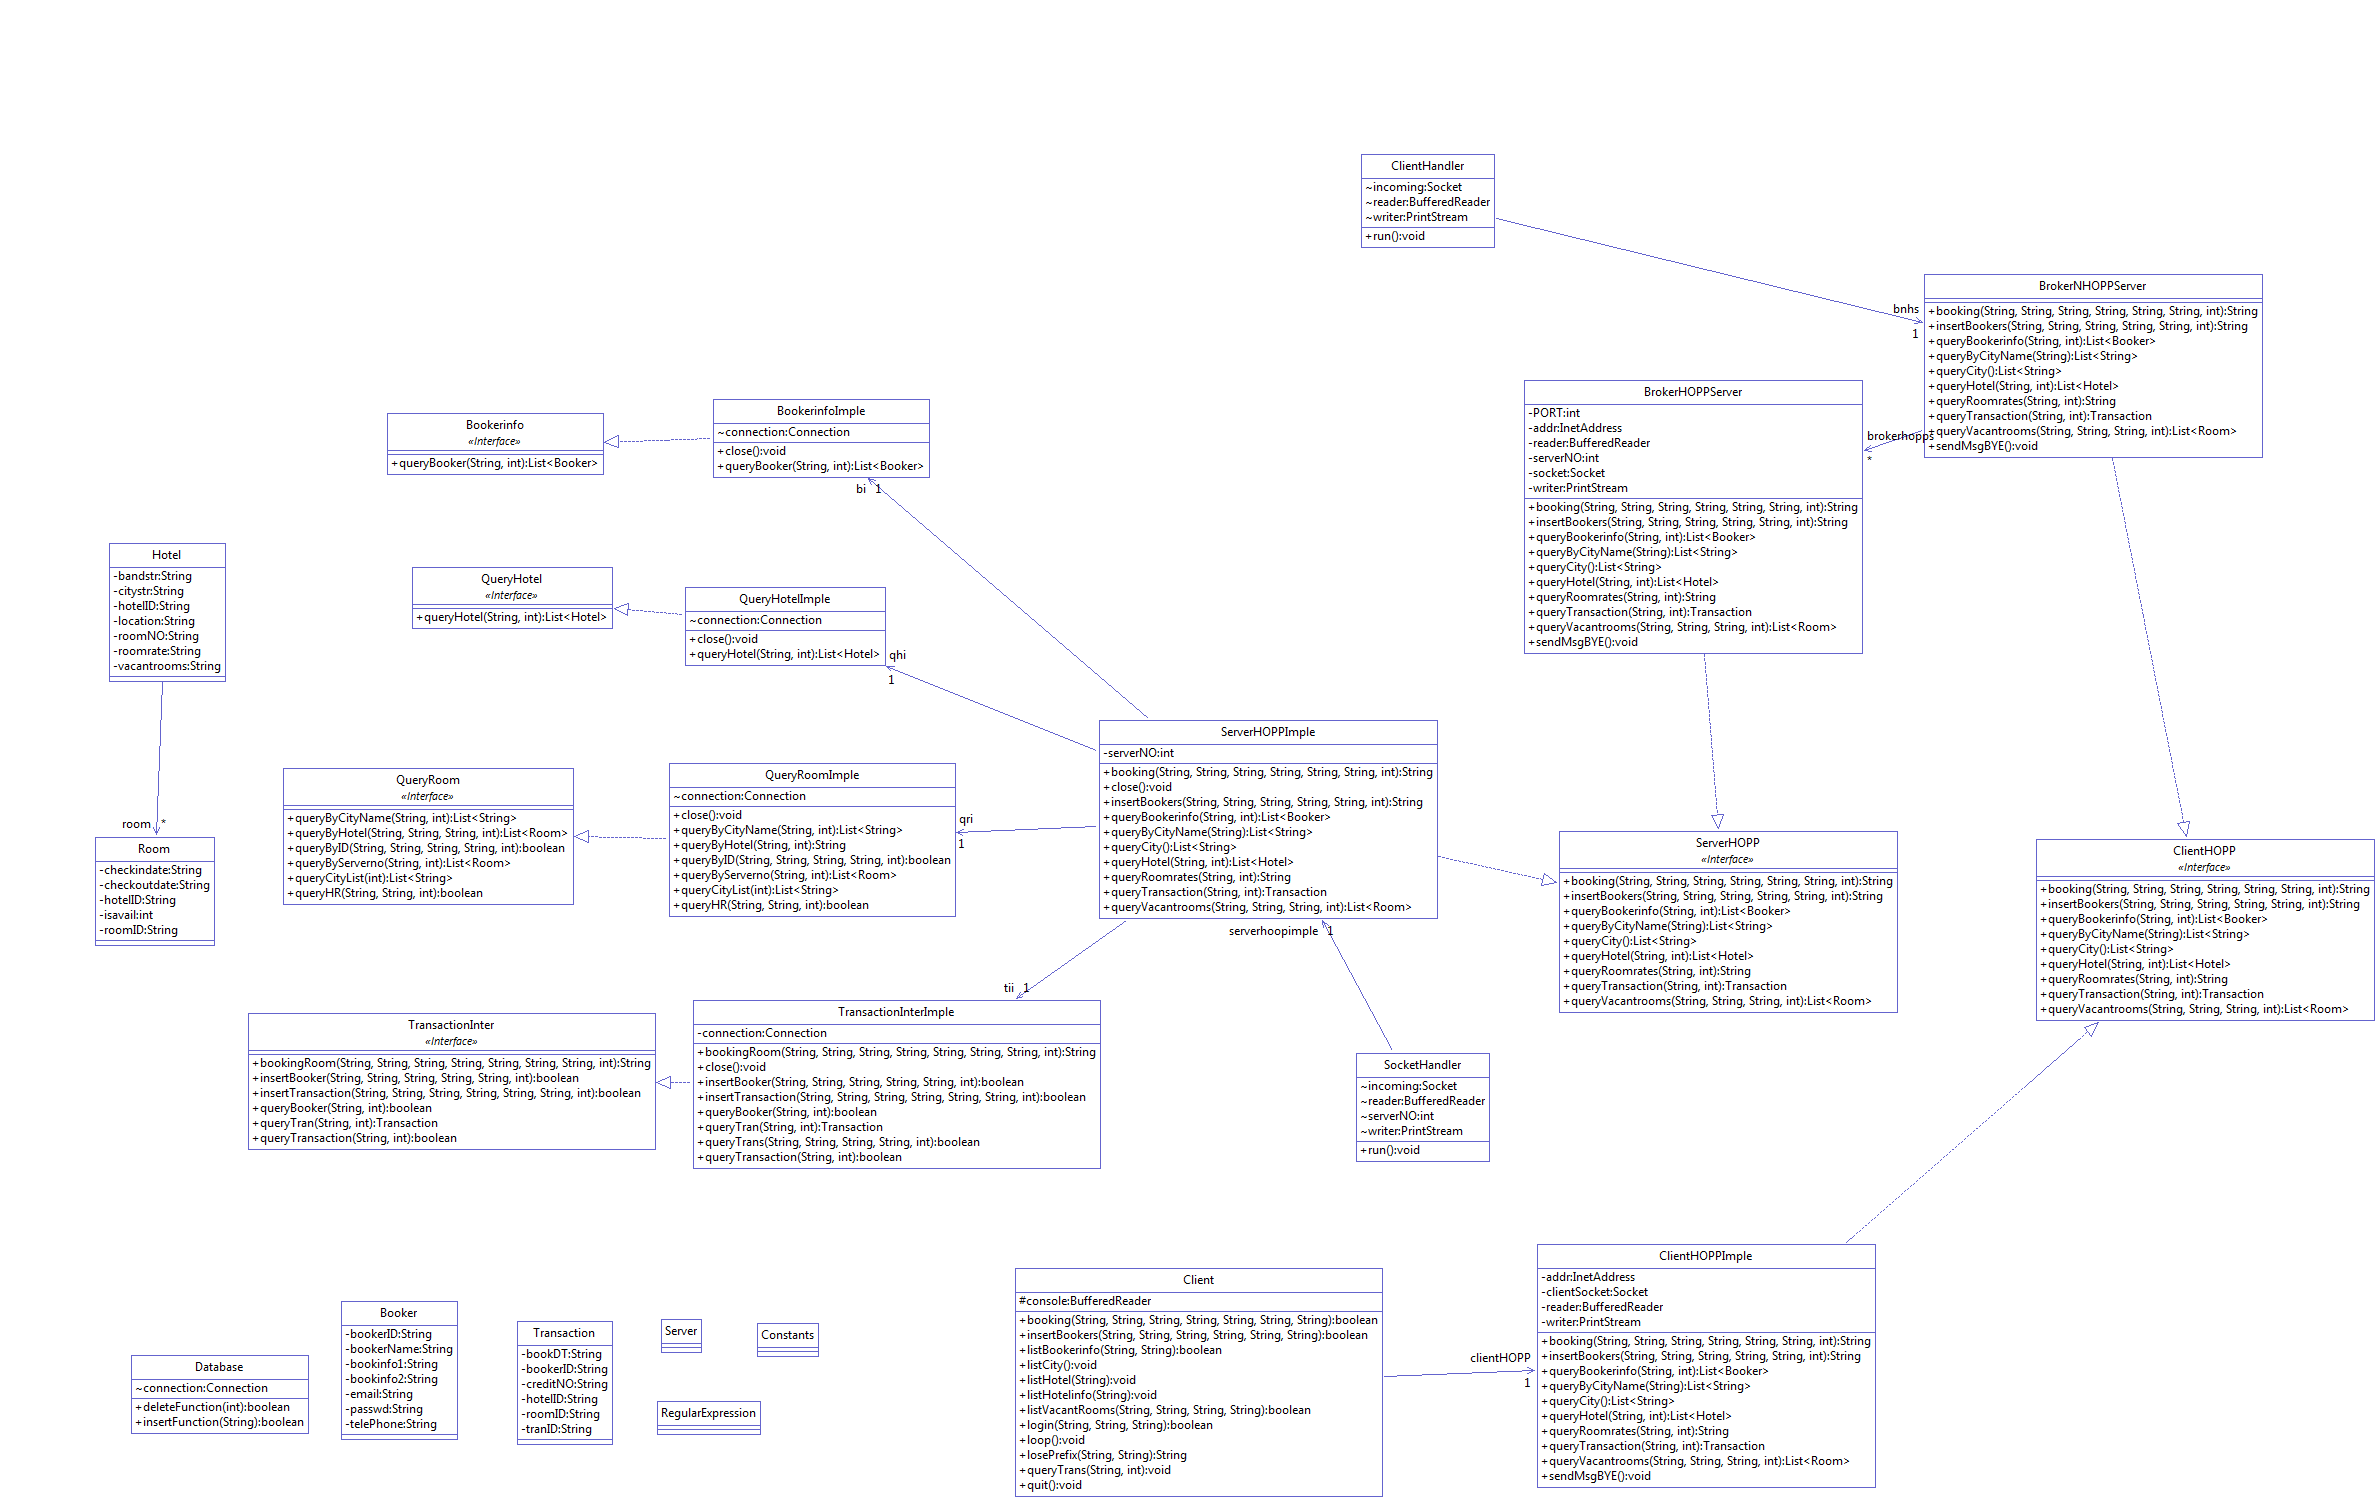 ClientHandler
~incoming:Socket
~reader:BufferedReader
~writer:PrintStream
+run():void
bnhs
1
BrokerNHOPPServer
+booking(String, String, String, String, String, String, int):String
+insertBookers(String, String, String, String, String, int):String
+queryBookerinfo(String, int):List<Booker>
+queryByCityName(String):List<String>
+queryCity():List<String>
+queryHotel(String, int):List<Hotel>
+queryRoomrates(String, int):String
+queryTransaction(String, int):Transaction
+queryVacantrooms(String, String, String, int):List<Room>
+sendMsgBYE():void
brokerhopps
*
BrokerHOPPServer
-PORT:int
-addr:InetAddress
-reader:BufferedReader
-serverNO:int
-socket:Socket
-writer:PrintStream
+booking(String, String, String, String, String, String, int):String
+insertBookers(String, String, String, String, String, int):String
+queryBookerinfo(String, int):List<Booker>
+queryByCityName(String):List<String>
+queryCity():List<String>
+queryHotel(String, int):List<Hotel>
+queryRoomrates(String, int):String
+queryTransaction(String, int):Transaction
+queryVacantrooms(String, String, String, int):List<Room>
+sendMsgBYE():void
Bookerinfo
«Interface»
+queryBooker(String, int):List<Booker>
BookerinfoImple
~connection:Connection
+close():void
+queryBooker(String, int):List<Booker>
bi 1
Hotel
-bandstr:String
-citystr:String
-hotelID:String
-location:String
-roomNO:String
-roomrate:String
-vacantrooms:String
QueryHotel
«Interface»
+queryHotel(String, int):List<Hotel>
QueryHotelImple
~connection:Connection
+close():void
+queryHotel(String, int):List<Hotel>
qhi
1
room *
Room
-checkindate:String
-checkoutdate:String
-hotelID:String
-isavail:int
-roomID:String
QueryRoom
«Interface»
+queryByCityName(String, int):List<String>
+queryByHotel(String, String, String, int):List<Room>
+queryByID(String, String, String, String, int):boolean
+queryByServerno(String, int):List<Room>
+queryCityList(int):List<String>
+queryHR(String, String, int):boolean
QueryRoomImple
~connection:Connection
+close():void
+queryByCityName(String, int):List<String>
+queryByHotel(String, int):String
+queryByID(String, String, String, String, int):boolean
+queryByServerno(String, int):List<Room>
+queryCityList(int):List<String>
+queryHR(String, String, int):boolean
qri
1
ServerHOPPImple
-serverNO:int
+booking(String, String, String, String, String, String, int):String
+close():void
+insertBookers(String, String, String, String, String, int):String
+queryBookerinfo(String, int):List<Booker>
+queryByCityName(String):List<String>
+queryCity():List<String>
+queryHotel(String, int):List<Hotel>
+queryRoomrates(String, int):String
+queryTransaction(String, int):Transaction
+queryVacantrooms(String, String, String, int):List<Room>
serverhoopimple 1
ServerHOPP
«Interface»
+booking(String, String, String, String, String, String, int):String
+insertBookers(String, String, String, String, String, int):String
+queryBookerinfo(String, int):List<Booker>
+queryByCityName(String):List<String>
+queryCity():List<String>
+queryHotel(String, int):List<Hotel>
+queryRoomrates(String, int):String
+queryTransaction(String, int):Transaction
+queryVacantrooms(String, String, String, int):List<Room>
ClientHOPP
«Interface»
+booking(String, String, String, String, String, String, int):String
+insertBookers(String, String, String, String, String, int):String
+queryBookerinfo(String, int):List<Booker>
+queryByCityName(String):List<String>
+queryCity():List<String>
+queryHotel(String, int):List<Hotel>
+queryRoomrates(String, int):String
+queryTransaction(String, int):Transaction
+queryVacantrooms(String, String, String, int):List<Room>
tii 1
TransactionInter
«Interface»
+bookingRoom(String, String, String, String, String, String, String, int):String
+insertBooker(String, String, String, String, String, int):boolean
+insertTransaction(String, String, String, String, String, String, int):boolean
+queryBooker(String, int):boolean
+queryTran(String, int):Transaction
+queryTransaction(String, int):boolean
TransactionInterImple
-connection:Connection
+bookingRoom(String, String, String, String, String, String, String, int):String
+close():void
+insertBooker(String, String, String, String, String, int):boolean
+insertTransaction(String, String, String, String, String, String, int):boolean
+queryBooker(String, int):boolean
+queryTran(String, int):Transaction
+queryTrans(String, String, String, String, int):boolean
+queryTransaction(String, int):boolean
SocketHandler
~incoming:Socket
~reader:BufferedReader
~serverNO:int
~writer:PrintStream
+run():void
Database
~connection:Connection
+deleteFunction(int):boolean
+insertFunction(String):boolean
Booker
-bookerID:String
-bookerName:String
-bookinfo1:String
-bookinfo2:String
-email:String
-passwd:String
-telePhone:String
Transaction
-bookDT:String
-bookerID:String
-creditNO:String
-hotelID:String
-roomID:String
-tranID:String
Server
Constants
RegularExpression
Client
#console:BufferedReader
+booking(String, String, String, String, String, String, String):boolean
+insertBookers(String, String, String, String, String, String):boolean
+listBookerinfo(String, String):boolean
+listCity():void
+listHotel(String):void
+listHotelinfo(String):void
+listVacantRooms(String, String, String, String):boolean
+login(String, String, String):boolean
+loop():void
+losePrefix(String, String):String
+queryTrans(String, int):void
+quit():void
clientHOPP
1
ClientHOPPImple
-addr:InetAddress
-clientSocket:Socket
-reader:BufferedReader
-writer:PrintStream
+booking(String, String, String, String, String, String, int):String
+insertBookers(String, String, String, String, String, int):String
+queryBookerinfo(String, int):List<Booker>
+queryByCityName(String):List<String>
+queryCity():List<String>
+queryHotel(String, int):List<Hotel>
+queryRoomrates(String, int):String
+queryTransaction(String, int):Transaction
+queryVacantrooms(String, String, String, int):List<Room>
+sendMsgBYE():void